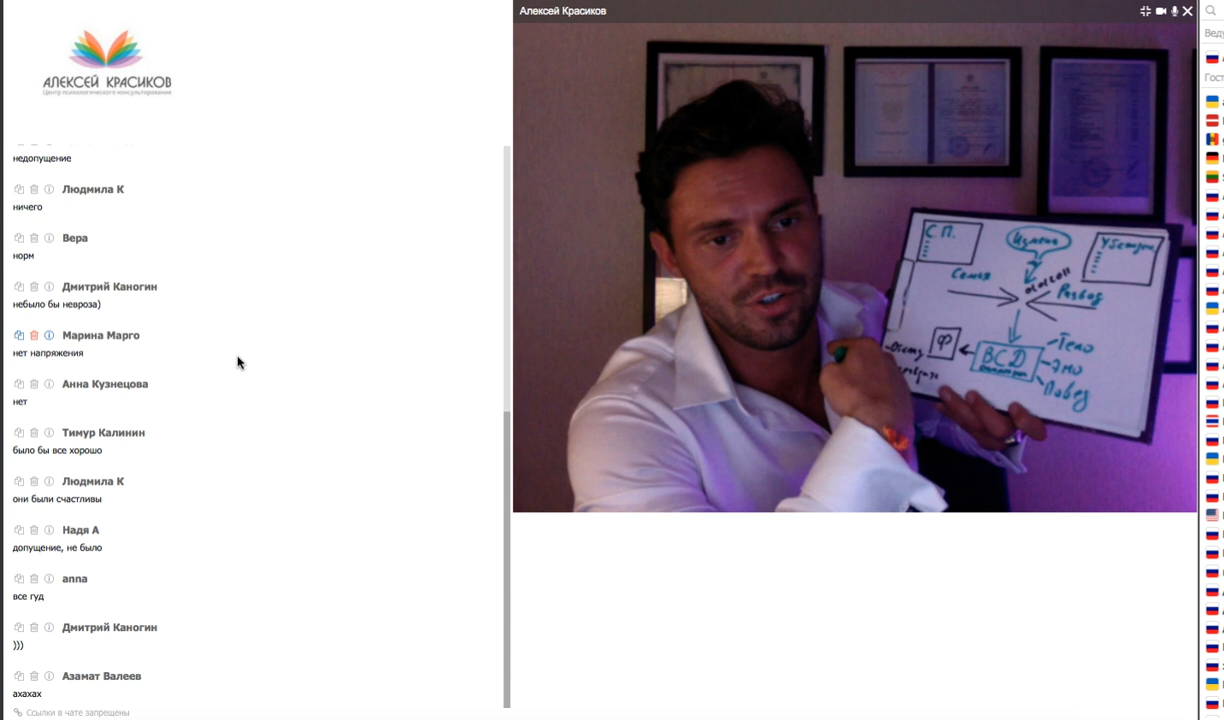 АЛЕКСЕЙ КРАСИКОВ
Центр психологического консультирования
недопущение
Людмила К
ничего
Вера
норм
Дмитрий Каногин
небыло бы невроза)
Марина Марго
нет напряжения
Анна Кузнецова
нет
Тимур Калинин
было бы все хорошо
Людмила К
они были счастливы
Надя А
допущение, не было
anna
все гуд
Дмитрий Каногин
)))
Азамат Валеев
ахахах
Ссылки в чате запрещены
Алексей Красиков
С.П.
Измена
Семья
Развод
Ф
ВСД
Тело
Эмо
Повед
Веду
Гост